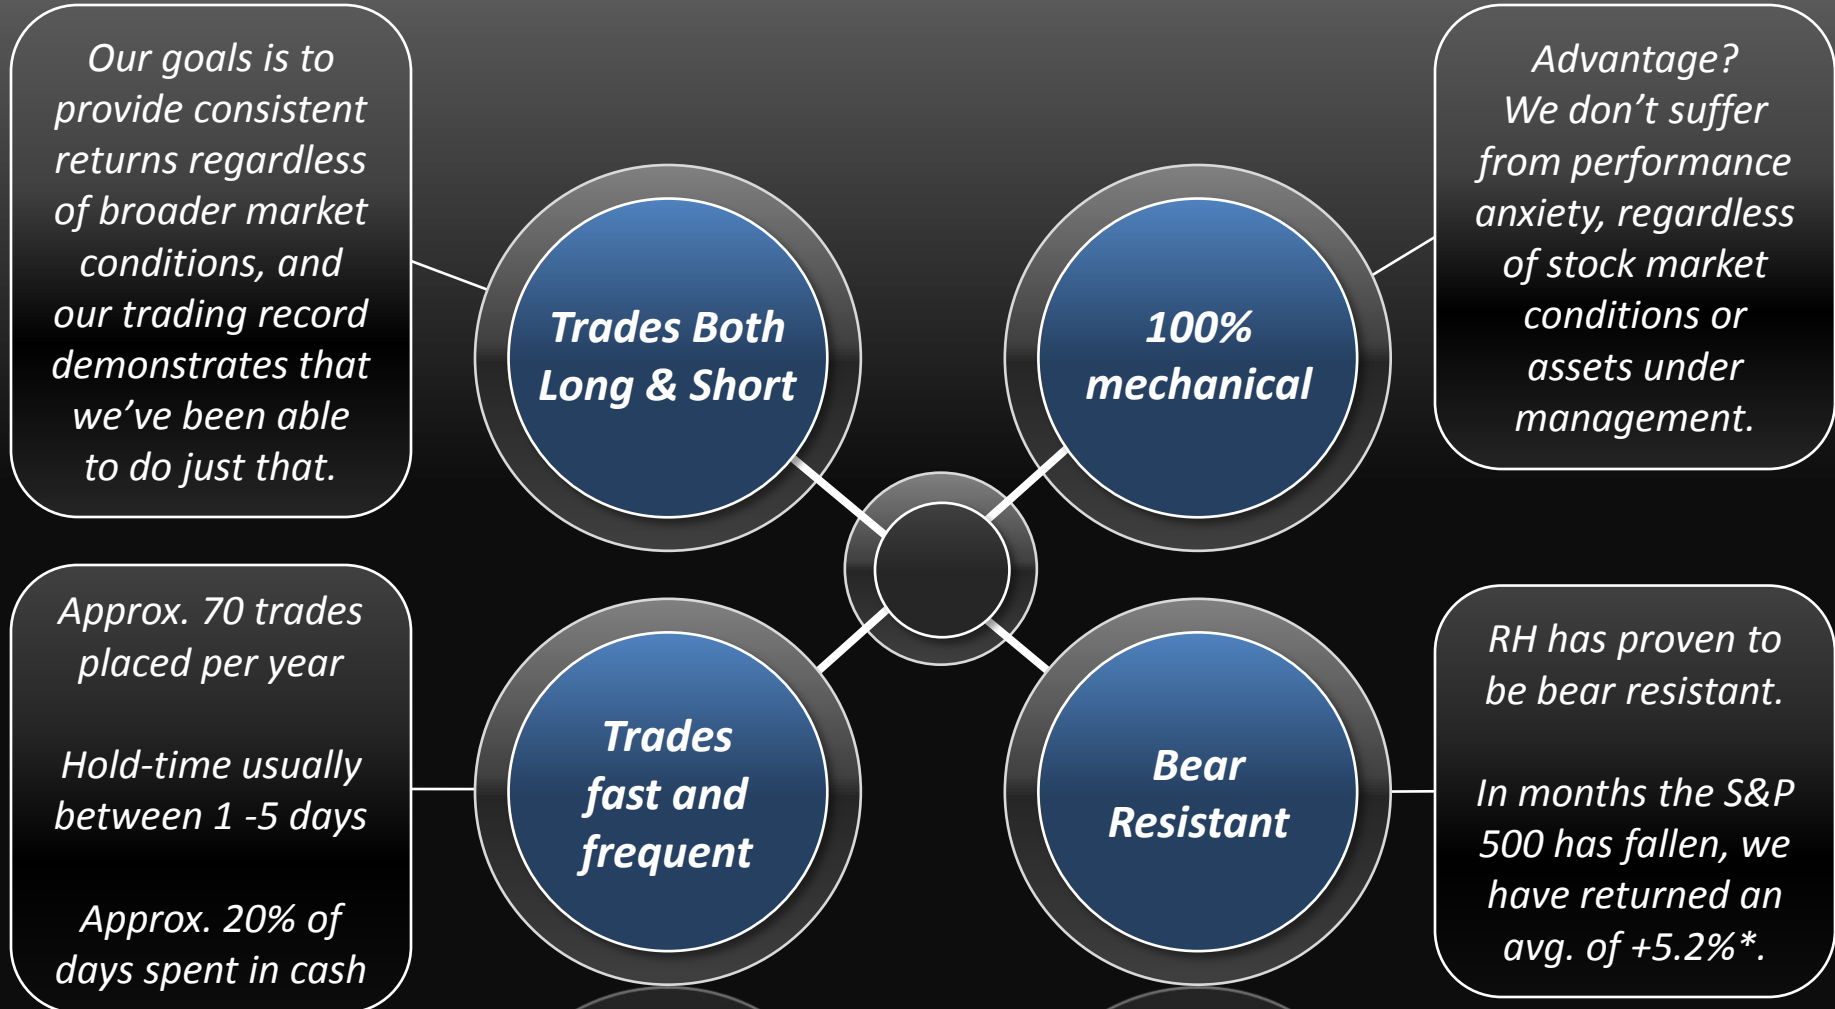 Our goals is to
provide consistent
returns regardless
of broader market
conditions, and
our trading record
demonstrates that
we’ve been able
to do just that.
Trades Both
Long & Short
100%
mechanical
Advantage?
We don’t suffer
from performance
anxiety, regardless
of stock market
conditions or
assets under
management.
Approx. 70 trades
placed per year
Hold-time usually
between 1 -5 days
Approx. 20% of
days spent in cash
Trades
fast and
frequent
Bear
Resistant
RH has proven to
be bear resistant.
In months the S&P
500 has fallen, we
have returned an
avg. of +5.2%*.